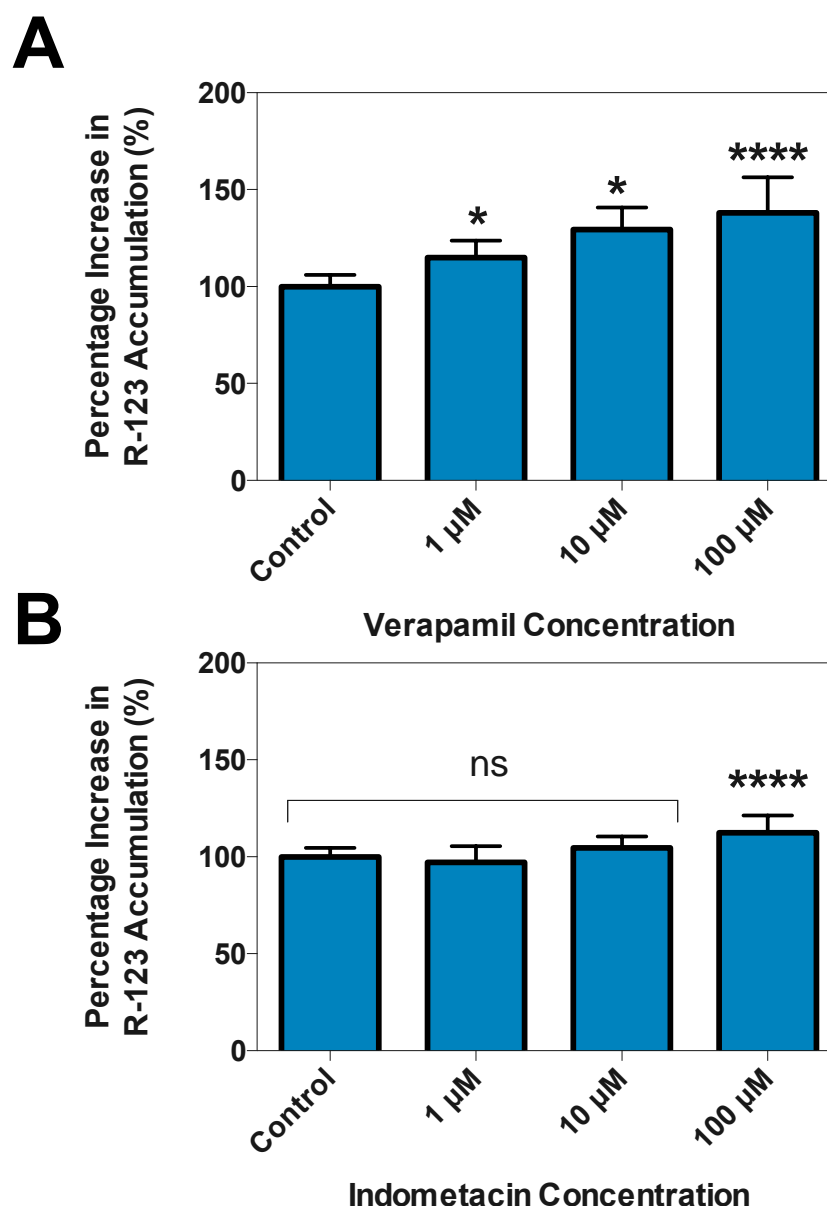 A
Percentage Increase in
R-123 Accumulation (%)
200
150
100
50
0
*
*
****
Control
1 µM
10 µM
100 µM
Verapamil Concentration
B
Percentage Increase in
R-123 Accumulation (%)
200
150
100
50
0
ns
****
Control
1 µM
10 µM
100 µM
Indometacin Concentration